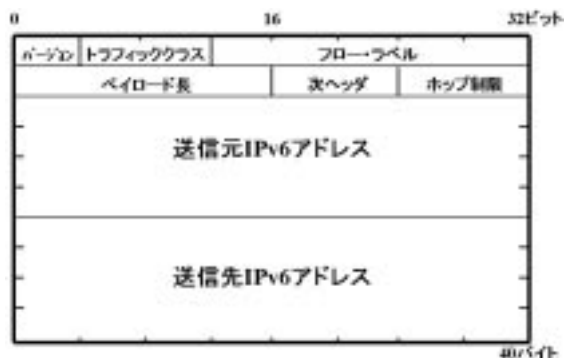 0 16 32ビット
バージョン トラフィッククラス フロー・ラベル
ペイロード長 次ヘッダ ホップ制限
送信元IPv6アドレス
送信先IPv6アドレス
40バイト